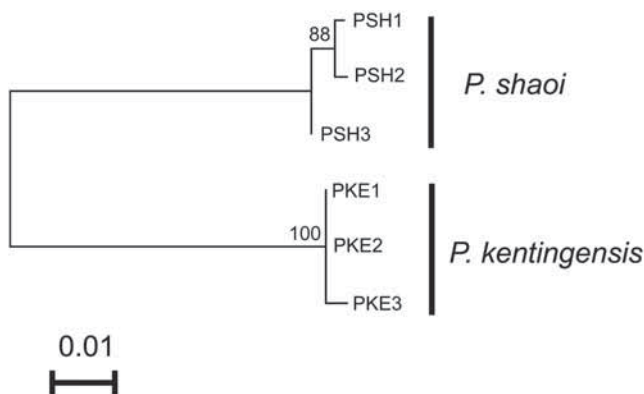 PSH1
88
PSH2
P. shaoi
PSH3
PKE1
100
PKE2
P. kentingensis
PKE3
0.01